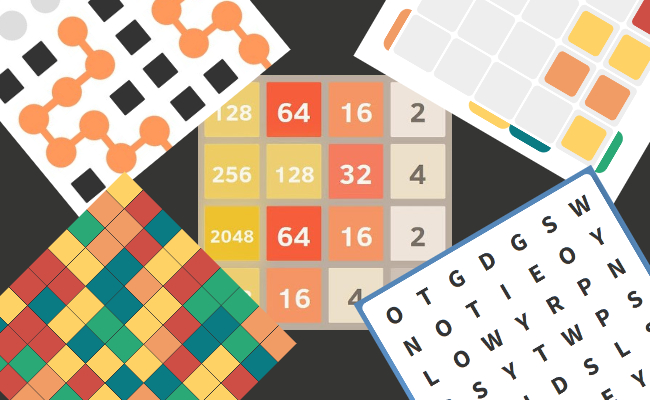 128 64 16 2
256 128 32 4
2048 64 16 2
16 4
O T G D G S W
N O T I E O Y
L O W Y R P N
S Y T W P S
D S L
E Y